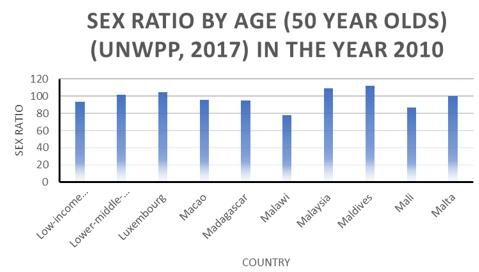 SEX RATIO BY AGE (50 YEAR OLDS)
(UNWPP, 2017) IN THE YEAR 2010
120
100
80
60
40
20
0
SEX RATIO
Low-income...
Lower-middle-...
Luxembourg
Macao
Madagascar
Malawi
Malaysia
Maldives
Mali
Malta
COUNTRY